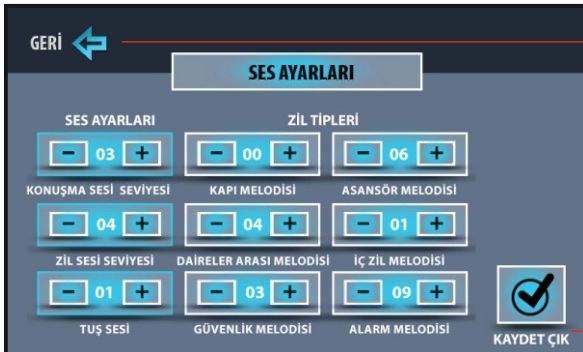 GERİ
SES AYARLARI
SES AYARLARI ZİL TİPLERİ
- 03 + - 00 + - 06 +
KONUŞMA SESİ SEVİYESİ KAPI MELODİSİ ASANSÖR MELODİSİ
- 04 + - 04 + - 01 +
ZİL SESİ SEVİYESİ DAİRELER ARASI MELODİSİ İÇ ZİL MELODİSİ
- 01 + - 03 + - 09 +
TUŞ SESİ GÜVENLİK MELODİSİ ALARM MELODİSİ
KAYDET ÇIK